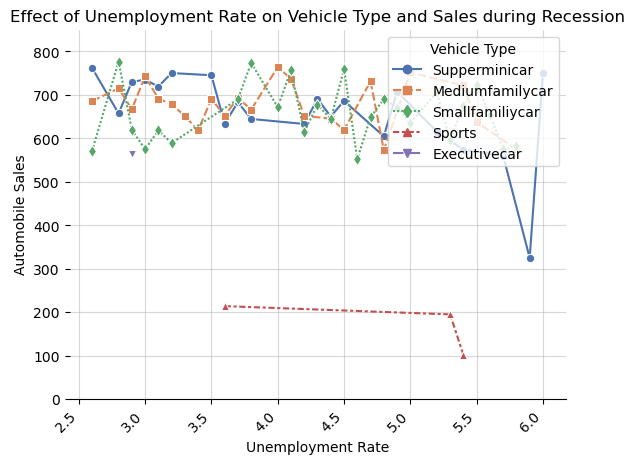 Effect of Unemployment Rate on Vehicle Type and Sales during Recession
Vehicle Type
Supperminicar
Mediumfamilycar
Smallfamiliycar
Sports
Executivecar
Automobile Sales
800
700
600
500
400
300
200
100
0
2.5
3.0
3.5
4.0
4.5
5.0
5.5
6.0
Unemployment Rate